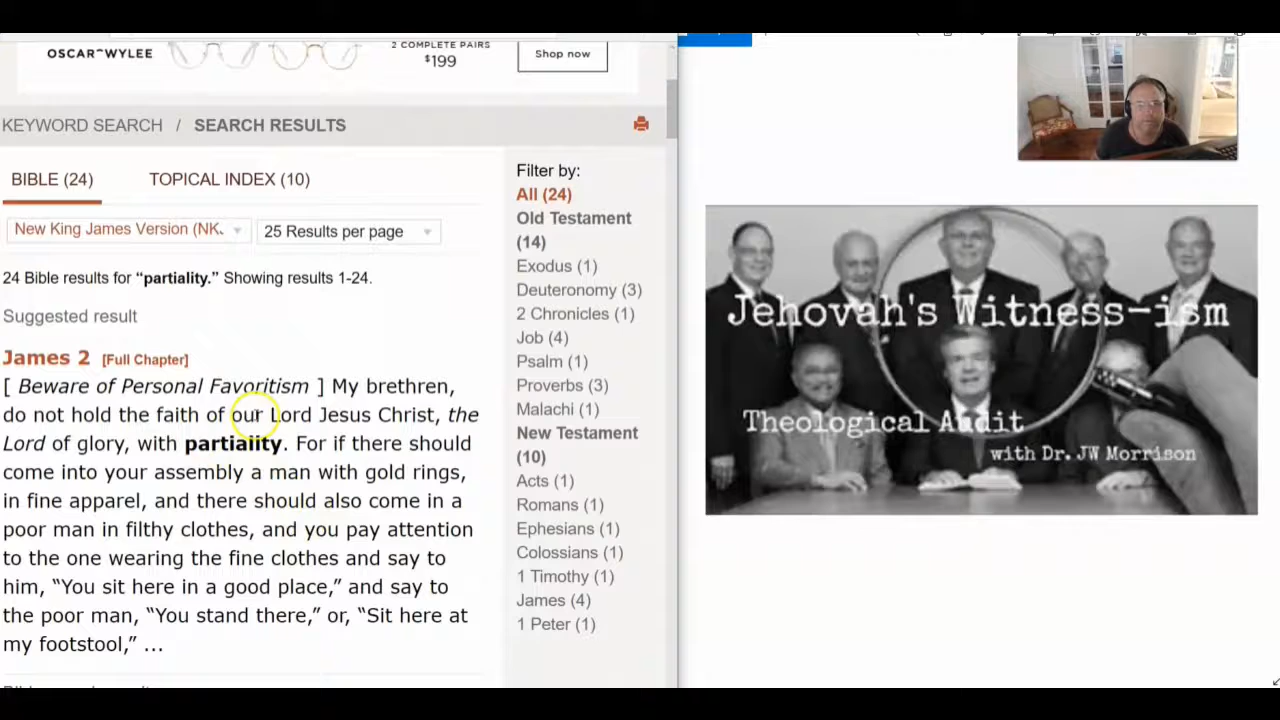 OSCAR WYLEE
2 COMPLETE PAIRS
$199
Shop now
KEYWORD SEARCH / SEARCH RESULTS
BIBLE (24)
TOPICAL INDEX (10)
New King James Version (NK
25 Results per page
24 Bible results for “partiality.” Showing results 1-24.
Suggested result
James 2 [Full Chapter]
[ Beware of Personal Favoritism ] My brethren,
do not hold the faith of our Lord Jesus Christ, the
Lord of glory, with partiality. For if there should
come into your assembly a man with gold rings,
in fine apparel, and there should also come in a
poor man in filthy clothes, and you pay attention
to the one wearing the fine clothes and say to
him, “You sit here in a good place,” and say to
the poor man, “You stand there,” or, “Sit here at
my footstool,” ...
Filter by:
All (24)
Old Testament
(14)
Exodus (1)
Deuteronomy (3)
2 Chronicles (1)
Job (4)
Psalm (1)
Proverbs (3)
Malachi (1)
New Testament
(10)
Acts (1)
Romans (1)
Ephesians (1)
Colossians (1)
1 Timothy (1)
James (4)
1 Peter (1)
Jehovah's Witness-ism
Theological Audit
with Dr. JW Morrison